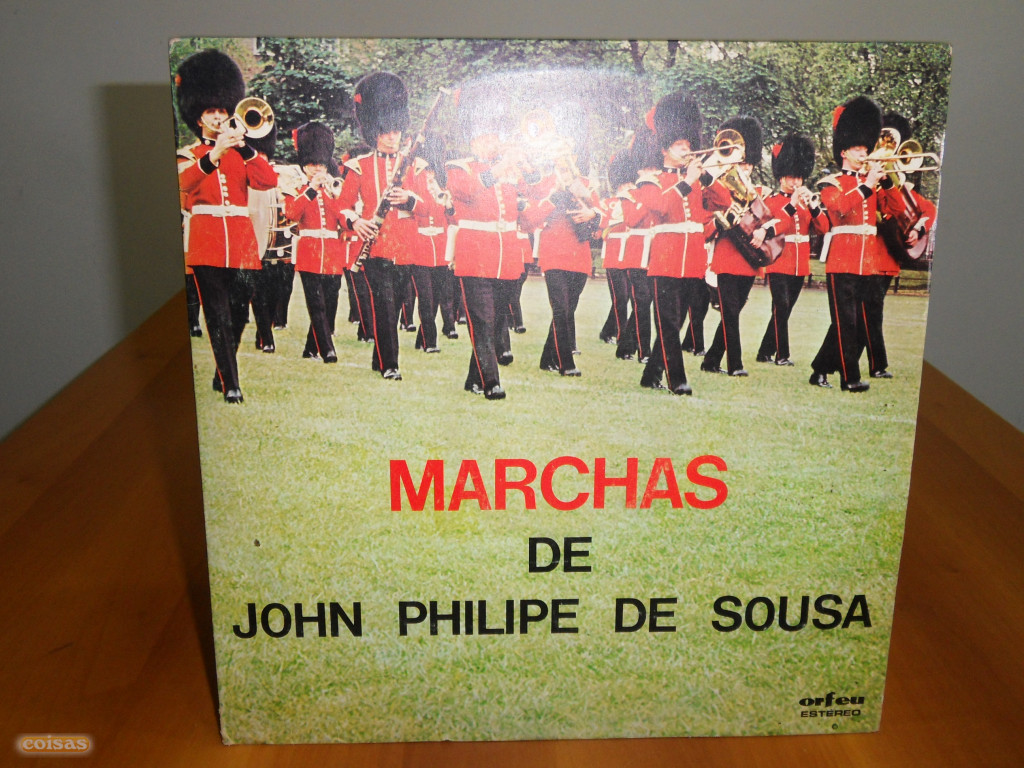 MARCHAS
DE
JOHN PHILIPE DE SOUSA
orfeu
ESTEREO
coisas